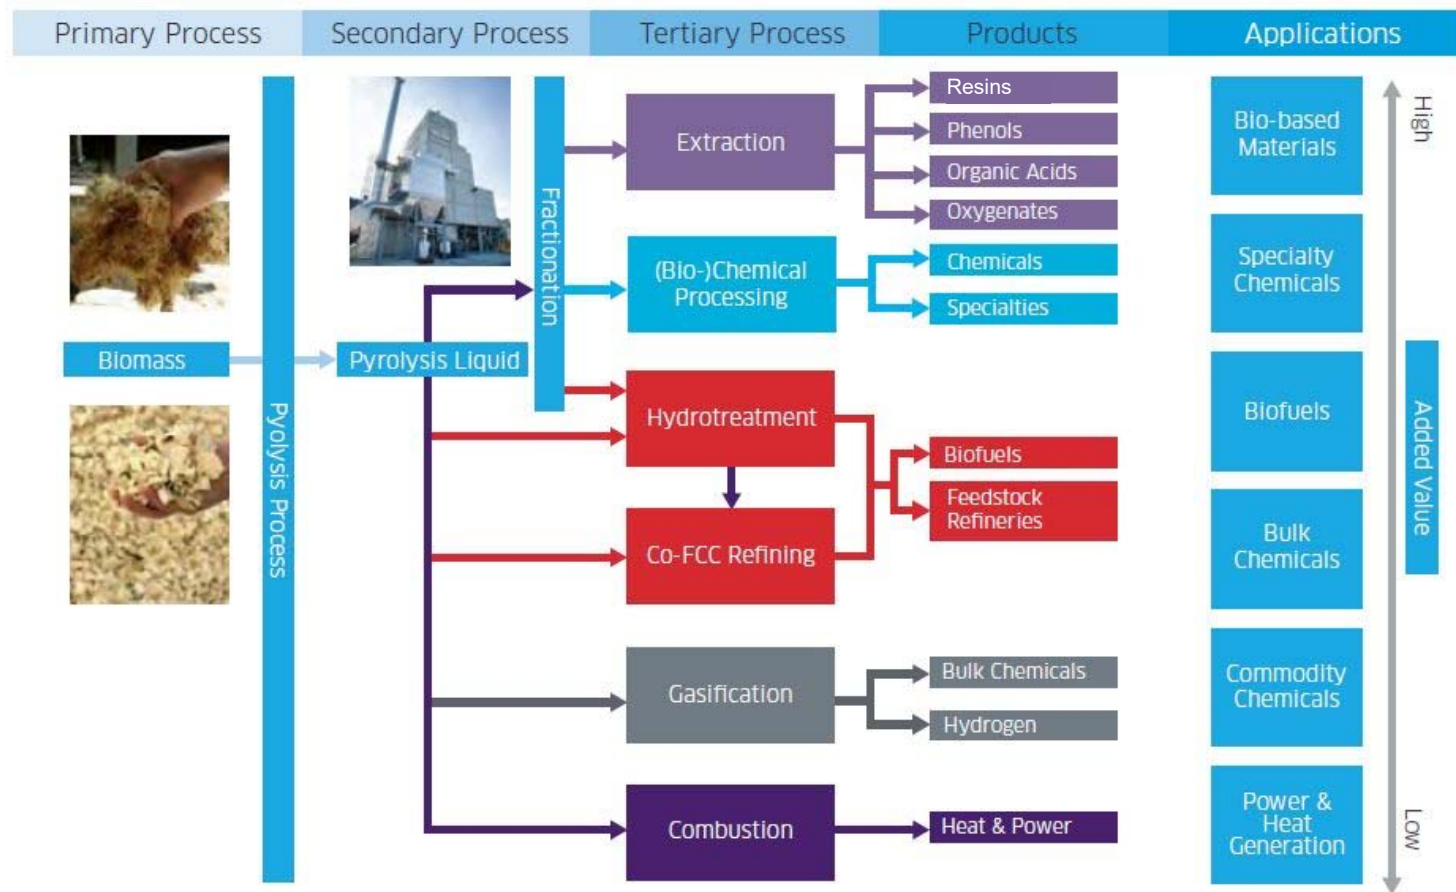 Primary Process
Secondary Process
Tertiary Process
Products
Applications
Biomass
Pyolysis Process
Pyrolysis Liquid
Fractionation
Extraction
(Bio-)Chemical
Processing
Hydrotreatment
Co-FCC Refining
Gasification
Combustion
Resins
Phenols
Organic Acids
Oxygenates
Chemicals
Specialties
Biofuels
Feedstock
Refineries
Bulk Chemicals
Hydrogen
Heat & Power
Bio-based
Materials
Specialty
Chemicals
Biofuels
Bulk
Chemicals
Commodity
Chemicals
Power &
Heat
Generation
High
Added Value
Low